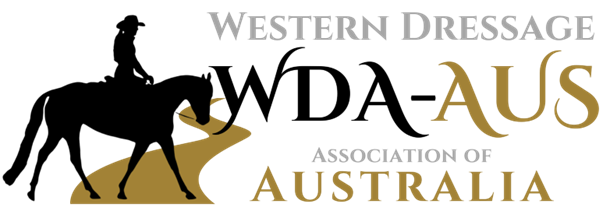 Western Dressage
WDA-AUS
Association of
Australia